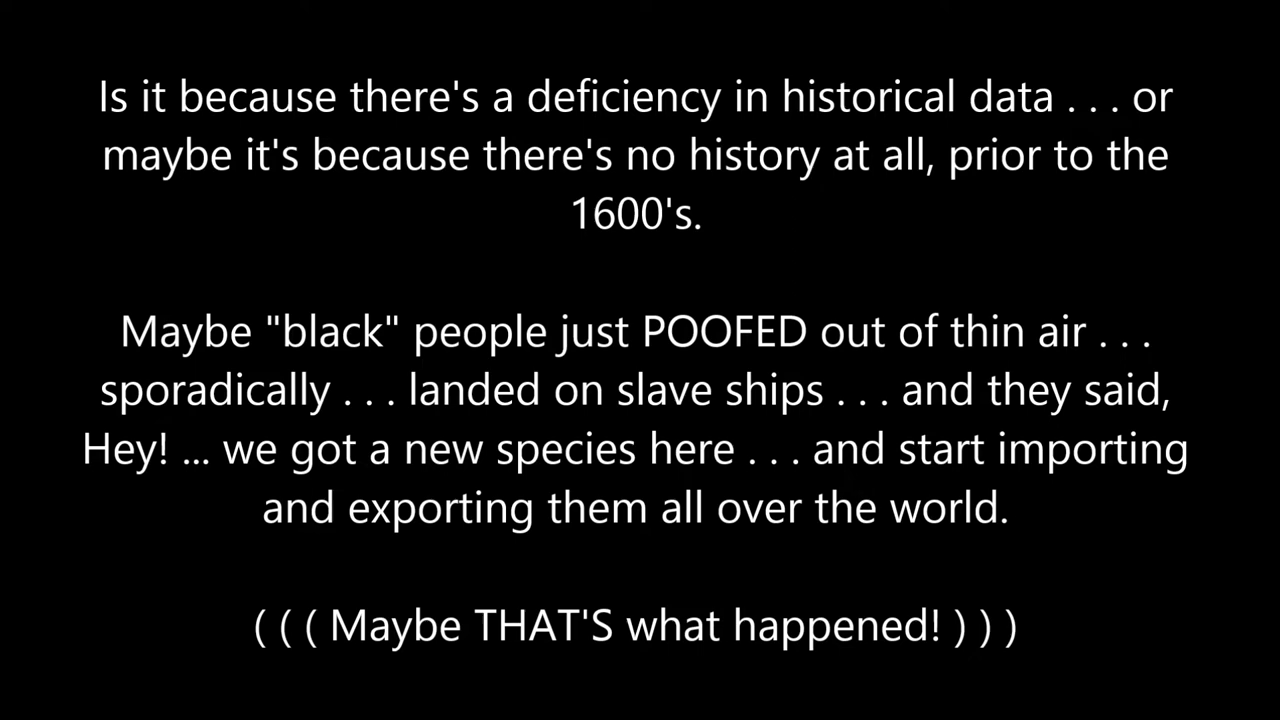 Is it because there's a deficiency in historical data . . . or
maybe it's because there's no history at all, prior to the
1600's.
Maybe "black" people just POOFED out of thin air . . .
sporadically . . . landed on slave ships . . . and they said,
Hey! ... we got a new species here . . . and start importing
and exporting them all over the world.
( ( ( Maybe THAT'S what happened! ) ) )